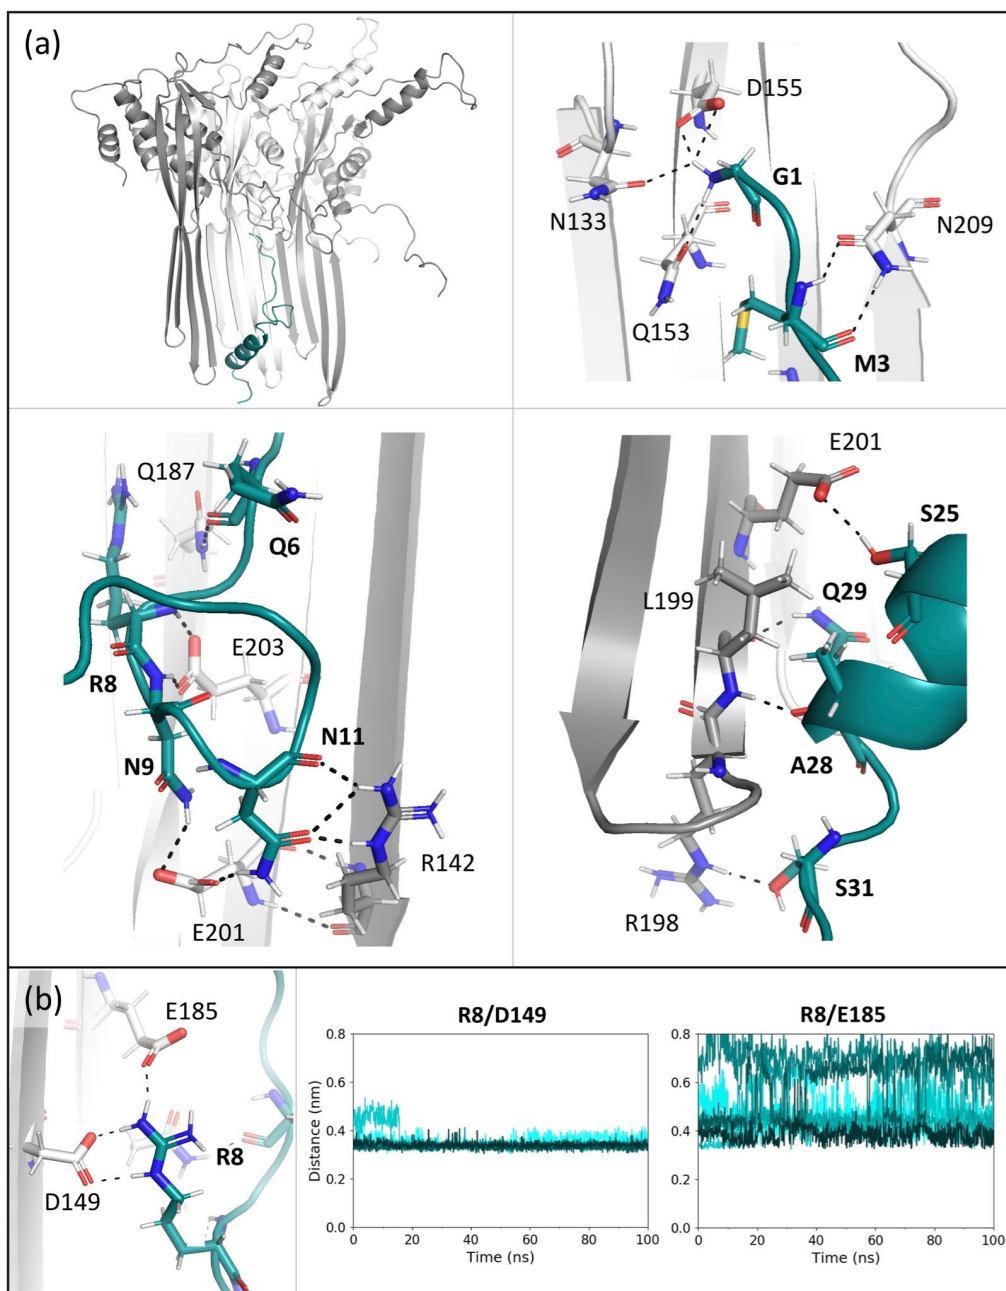 (a)
D155
G1
N133
N209
Q153
M3
Q187
Q6
E203
R8
N11
N9
R142
E201
E201
S25
Q29
L199
A28
S31
R198
(b)
E185
R8
D149
R8/D149
R8/E185
0.8
0.6
0.4
0.2
0.0
Distance (nm)
0 20 40 60 80 100
Time (ns)
0.8
0.6
0.4
0.2
0.0
0 20 40 60 80 100
Time (ns)